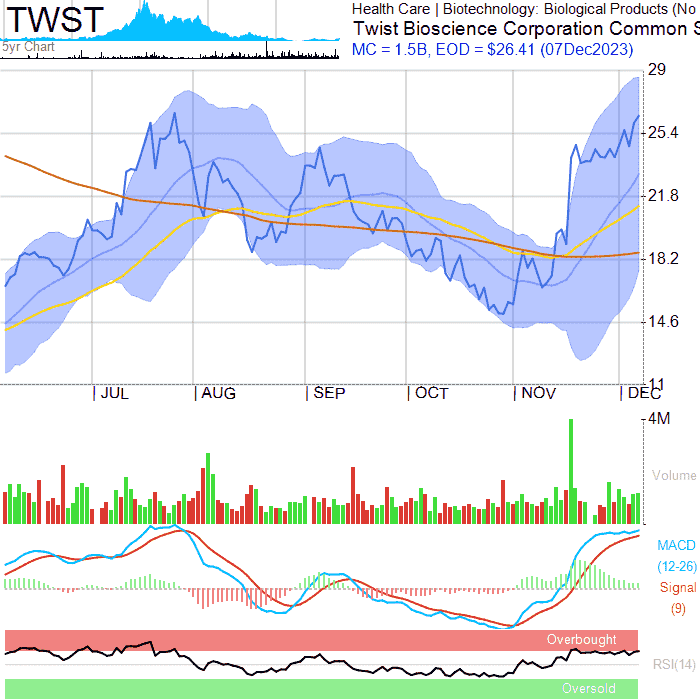 TWST
5yr Chart
Health Care | Biotechnology: Biological Products (No
Twist Bioscience Corporation Common S
MC = 1.5B, EOD = $26.41 (07Dec2023)
29
25.4
21.8
18.2
14.6
11
JUL AUG SEP OCT NOV DEC
4M
Volume
MACD
(12-26)
Signal
(9)
Overbought
RSI(14)
Oversold